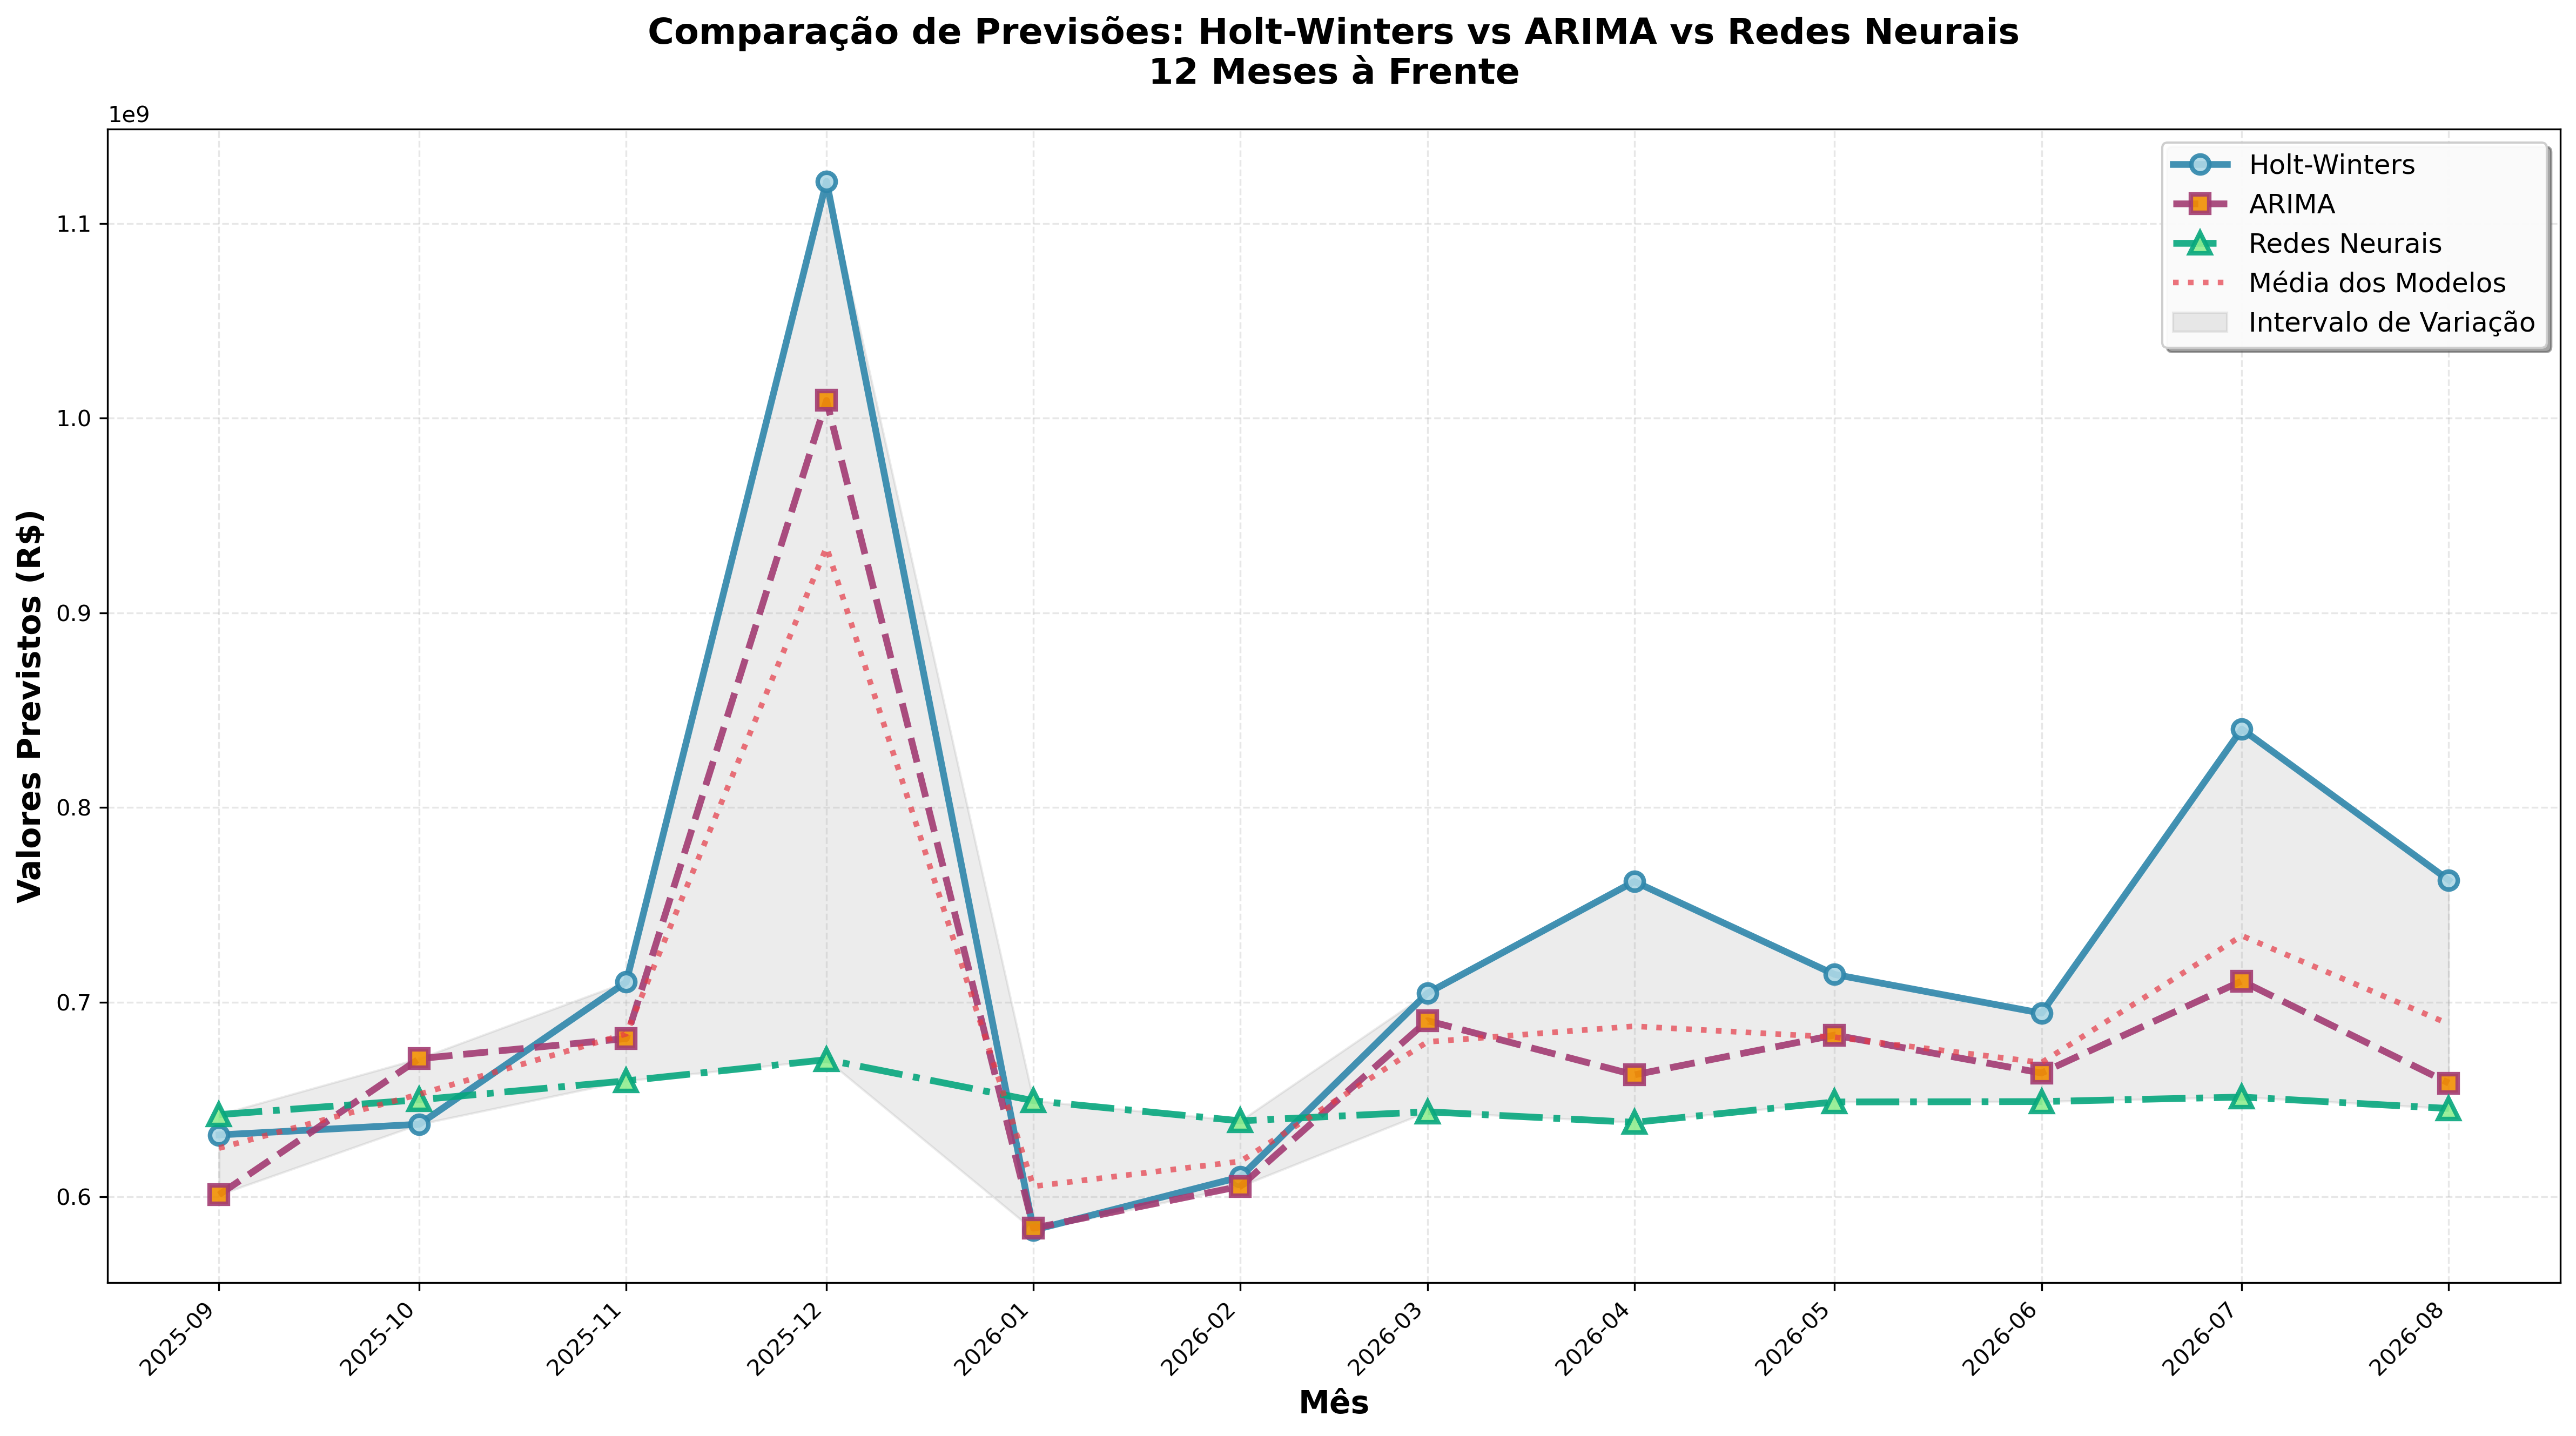 Comparação de Previsões: Holt-Winters vs ARIMA vs Redes Neurais
12 Meses à Frente
1e9
Holt-Winters
ARIMA
Redes Neurais
Média dos Modelos
Intervalo de Variação
Valores Previstos (R$)
1.1
1.0
0.9
0.8
0.7
0.6
2025-09
2025-10
2025-11
2025-12
2026-01
2026-02
2026-03
2026-04
2026-05
2026-06
2026-07
2026-08
Mês